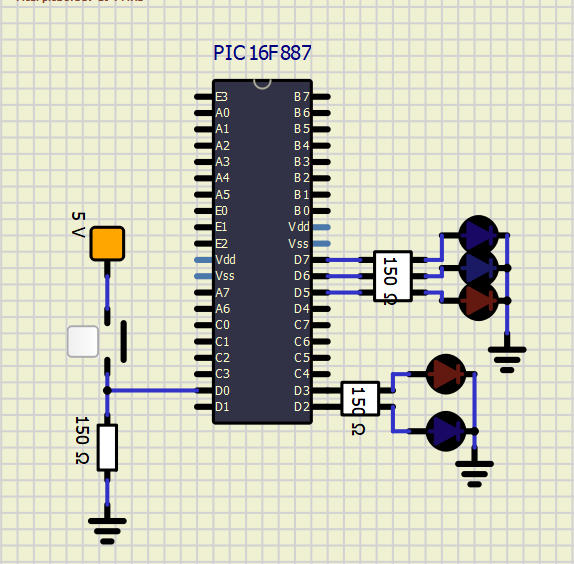 PIC 16F887
E3
B7
A0
B6
A1
B5
A2
B4
A3
B3
A4
B2
A5
B1
E0
B0
E1
Vdd
E2
Vss
Vdd
D7
Vss
D6
A7
D5
A6
D4
C0
C7
C1
C6
C2
C5
C3
C4
D0
D3
D1
D2
5 V
150 Ω
150 Ω
150 Ω